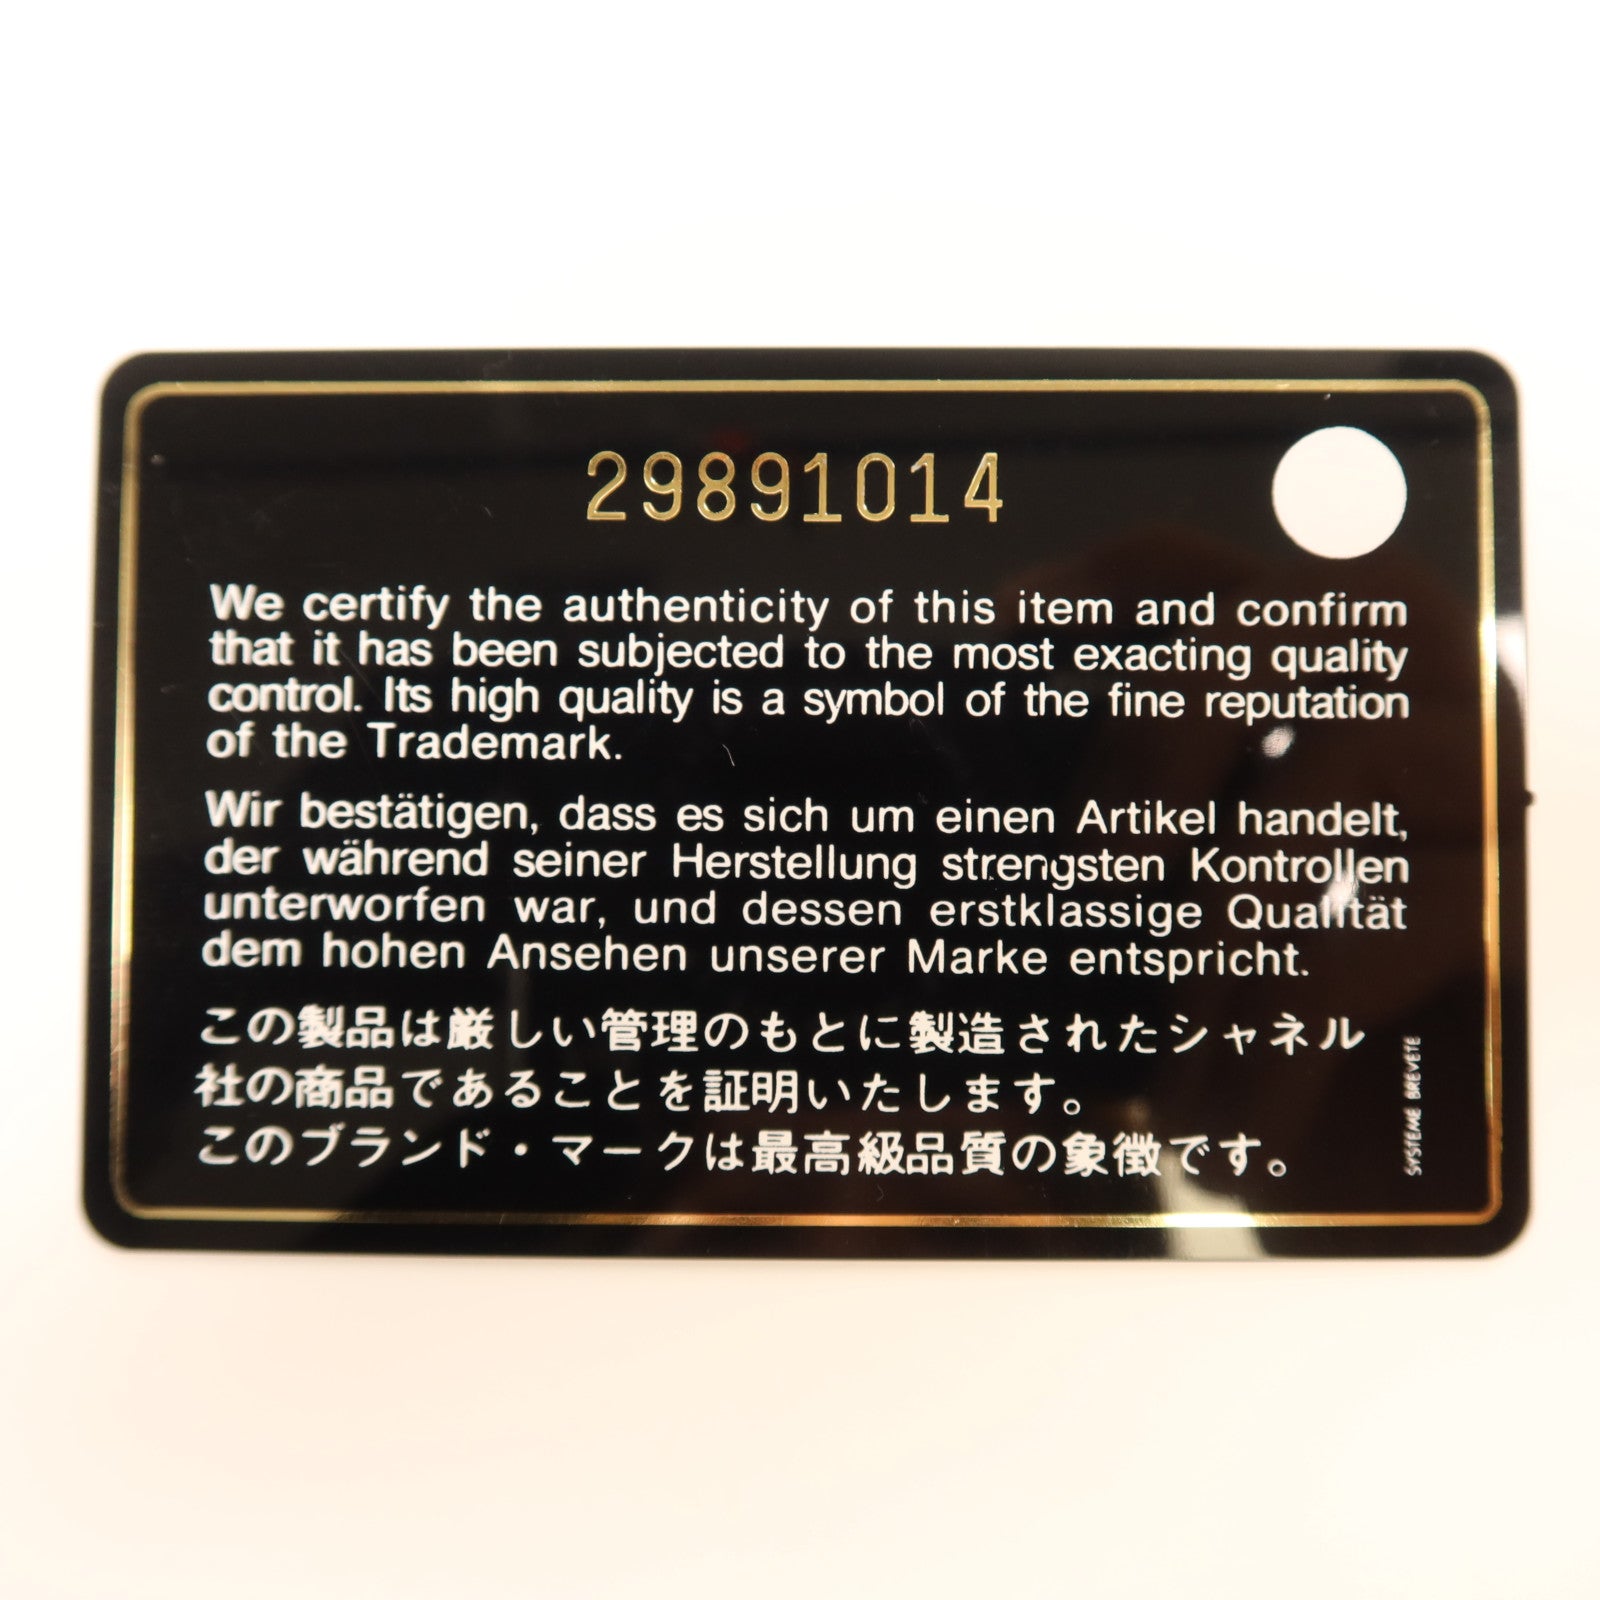 29891014
We certify the authenticity of this item and confirm
that it has been subjected to the most exacting quality
control. Its high quality is a symbol of the fine reputation
of the Trademark.
Wir bestätigen, dass es sich um einen Artikel handelt,
der während seiner Herstellung strengsten Kontrollen
unterworfen war, und dessen erstklassige Qualität
dem hohen Ansehen unserer Marke entspricht.
この製品は厳しい管理のもとに製造されたシャネル
社の商品であることを証明いたします。
このブランド・マークは最高級品質の象徴です。
SYSTEME BREVETE